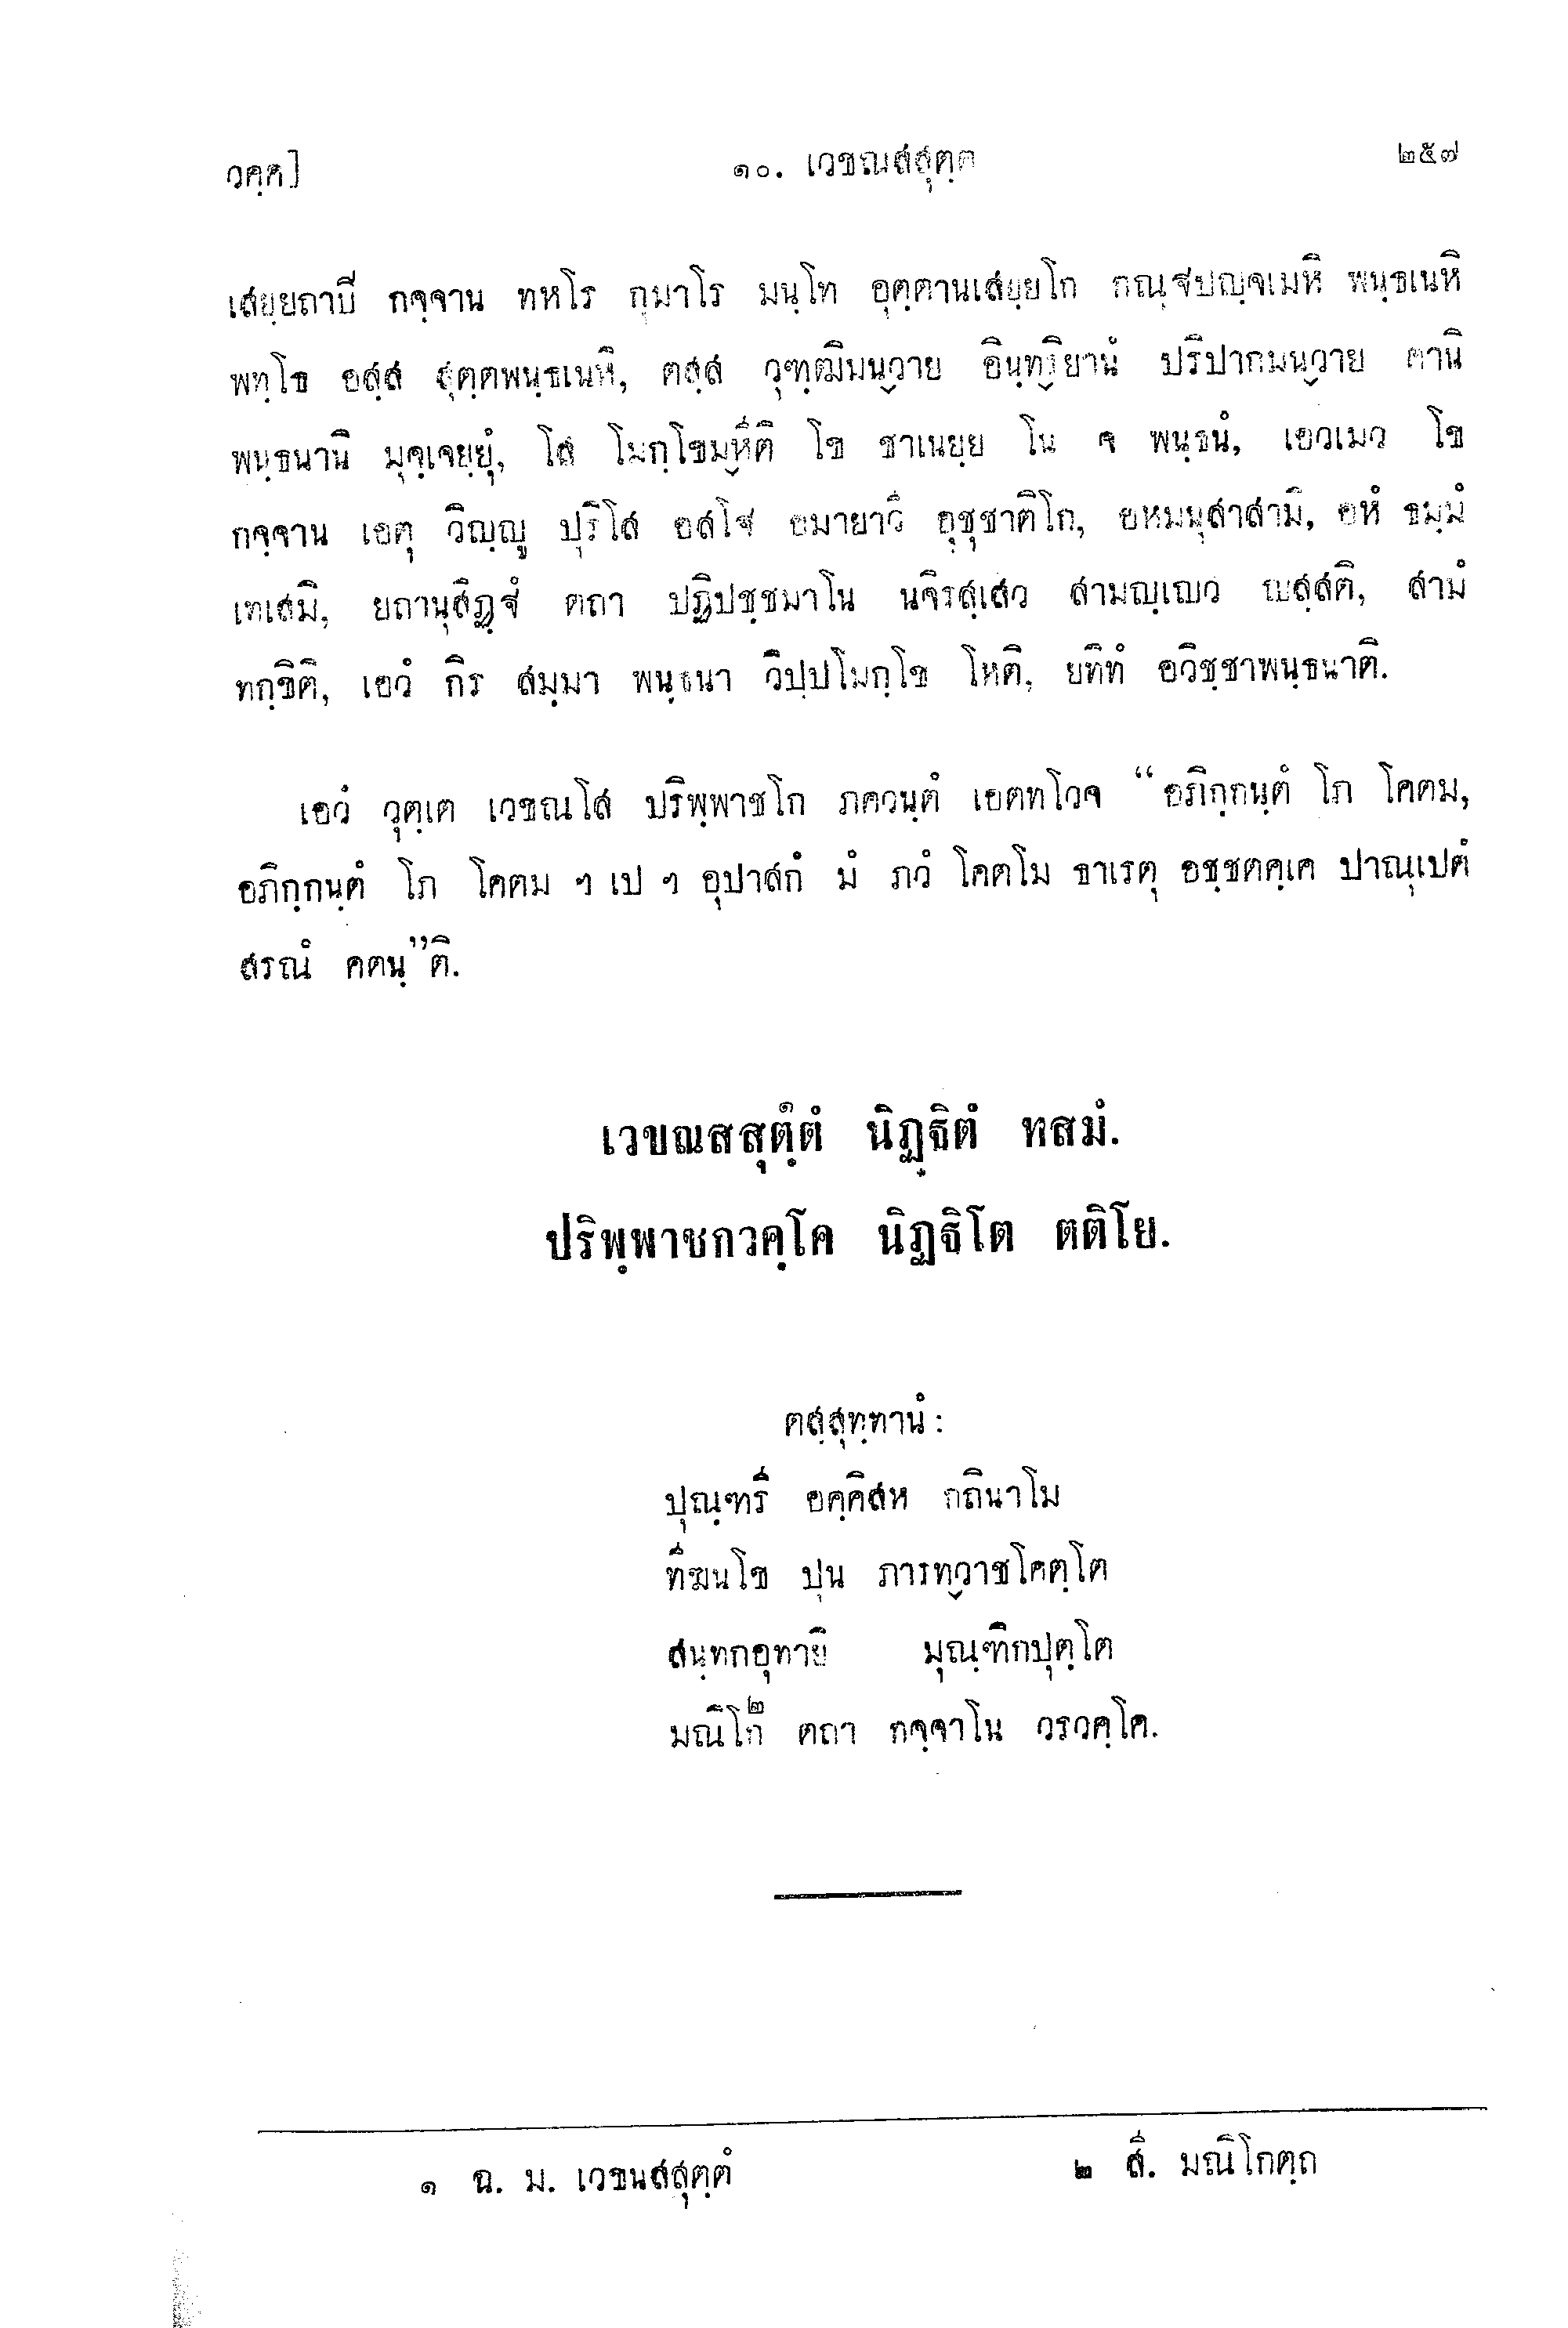 วคฺค]
๑๐. เวขณสสุตฺต
๒๕๗
เสยฺยถาปี กจฺจาน ทหโร กุมาโร มนฺโท อุตฺตานเสยฺยโก กณฺฐปญฺจเมหิ พนฺธเนหิ
พทฺโธ อสฺส สุตฺตพนฺธเนหิ, ตสฺส วุฑฺฒิมนฺวาย อินฺทฺริยานํ ปริปากมนฺวาย ตานิ
พนฺธนานิ มุจฺเจยฺยุํ, โส โมกฺโขมฺหีติ โข ชาเนยฺย โน จ พนฺธนํ, เอวเมว โข
กจฺจาน เอตุ วิญฺญู ปุริโส อสโฐ อมายาวี อุชุชาติโก, อหมนุสาสามิ, อหํ ธมฺมํ
เทเสมิ, ยถานุสิฏฺฐํ ตถา ปฏิปชฺชมาโน นจิรสฺเสว สามญฺเญว ญสฺสติ, สามํ
ทกฺขิติ, เอวํ กิร สมฺมา พนฺธนา วิปฺปโมกฺโข โหติ, ยทิทํ อวิชฺชาพนฺธนาติ.
เอวํ วุตฺเต เวขณโส ปริพฺพาชโก ภควนฺตํ เอตทโวจ “อภิกฺกนฺตํ โภ โคตม,
อภิกฺกนฺตํ โภ โคตม ฯ เป ฯ อุปาสกํ มํ ภวํ โคตโม ธาเรตุ อชฺชตคฺเค ปาณุเปตํ
สรณํ คตนฺ”ติ.
เวขณสสุตฺตํ๑ นิฏฺฐิตํ ทสมํ.
ปริพฺพาชกวคฺโค นิฏฺฐิโต ตติโย.
ตสฺสุทฺทานํ :
ปุณฺฑรี อคฺคิสห กถินาโม
ทีฆนโข ปุน ภารทฺวาชโคตฺโต
สนฺทกอุทายี มุณฺฑิกปุตฺโต
มณิโก๒ ตถา กจฺจาโน วรวคฺโค.
๑ ฉ. ม. เวขนสสุตฺตํ
๒ สี. มณิโกตฺถ